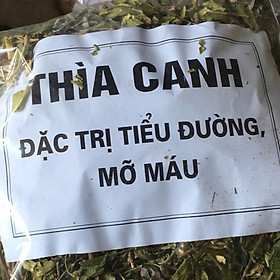 THÌA CANH
ĐẶC TRỊ TIỂU ĐƯỜNG,
MỠ MÁU